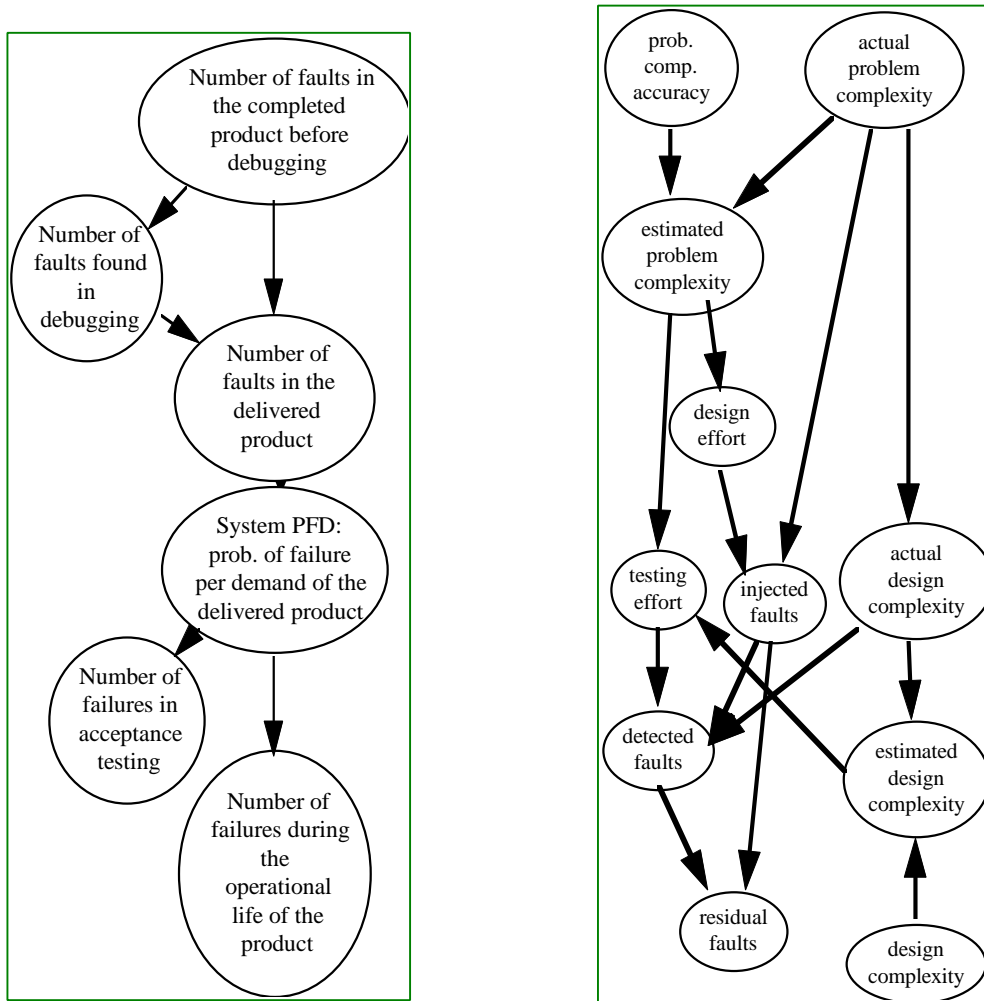 Number of faults in
the completed
product before
debugging
Number of
faults found
in
debugging
Number of
faults in the
delivered
product
System PFD:
prob. of failure
per demand of the
delivered product
Number of
failures in
acceptance
testing
Number of
failures during
the
operational
life of the
product
prob.
comp.
accuracy
actual
problem
complexity
estimated
problem
complexity
design
effort
testing
effort
injected
faults
actual
design
complexity
detected
faults
estimated
design
complexity
residual
faults
design
complexity